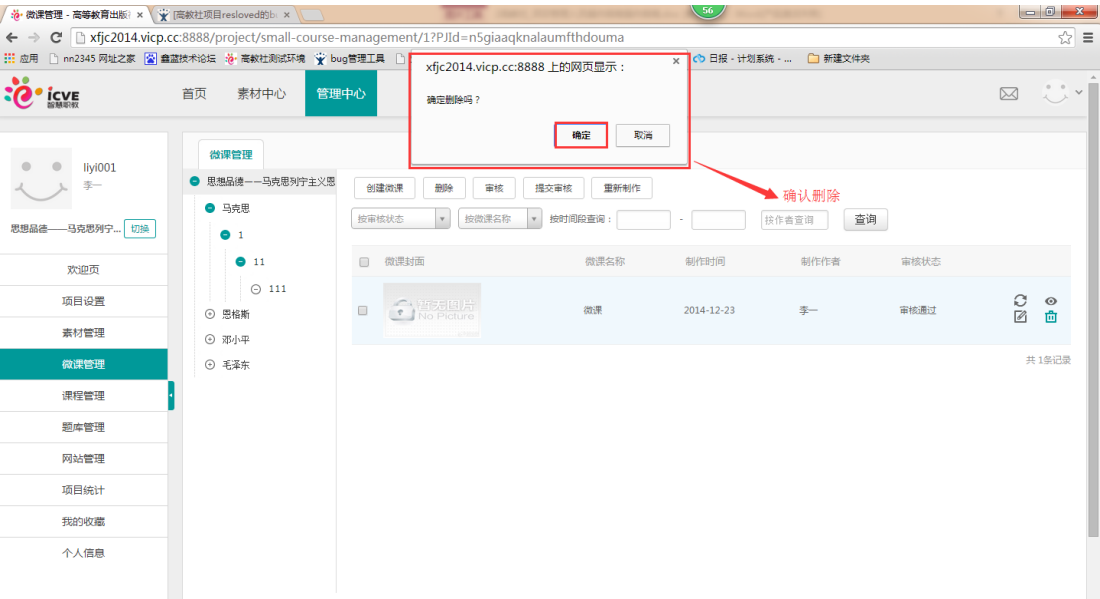 微课管理 - 高等教育出版
[高教社项目resloved的b
56
xfjc2014.vicp.cc:8888/project/small-course-management/1?PJId=n5giaaqknalaumfthdouma
应用 nn2345 网址之家 鑫蓝技术论坛 高教社测试环境 bug管理工具 日报 - 计划系统 - ... 新建文件夹
xfjc2014.vicp.cc:8888 上的网页显示：
确定删除吗？
确定 取消
icve
智慧职教
首页 素材中心 管理中心
liyi001
李一
思想品德——马克思列宁... 切换
欢迎页
项目设置
素材管理
微课管理
课程管理
题库管理
网站管理
项目统计
我的收藏
个人信息
微课管理
思想品德——马克思列宁主义思
马克思
1
11
111
恩格斯
邓小平
毛泽东
创建微课 删除 审核 提交审核 重新制作
确认删除
按审核状态 按微课名称 按时间段查询： - 按作者查询 查询
微课封面 微课名称 制作时间 制作作者 审核状态
暂无图片
No Picture
微课 2014-12-23 李一 审核通过
共 1条记录